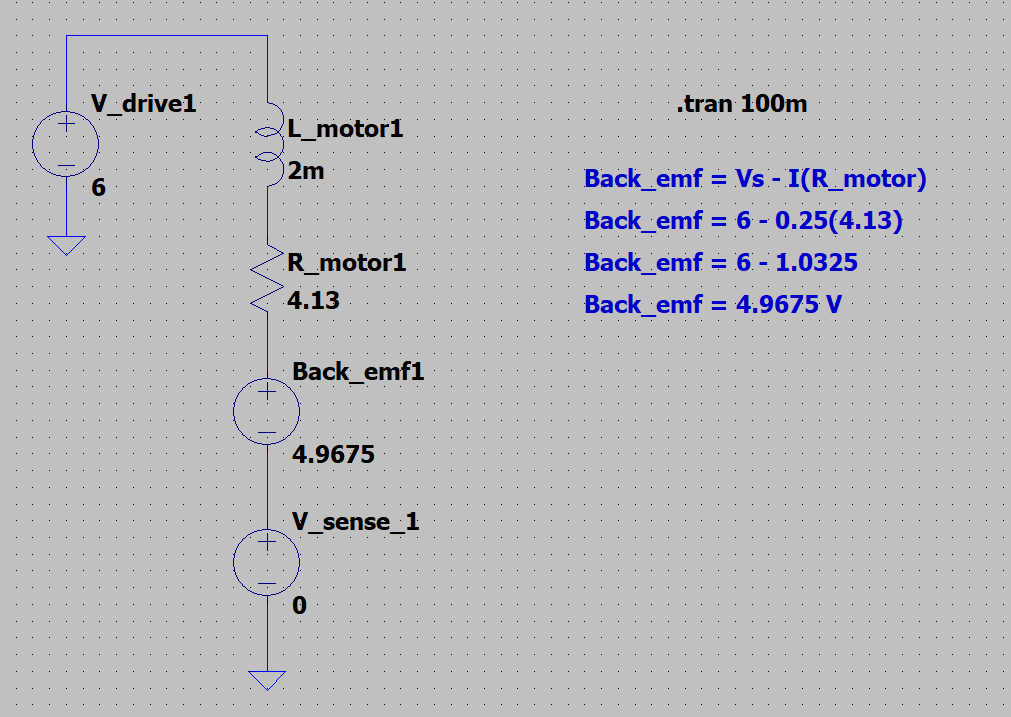 V_drive1
6
L_motor1
2m
R_motor1
4.13
Back_emf1
4.9675
V_sense_1
0
.tran 100m
Back_emf = Vs - I(R_motor)
Back_emf = 6 - 0.25(4.13)
Back_emf = 6 - 1.0325
Back_emf = 4.9675 V